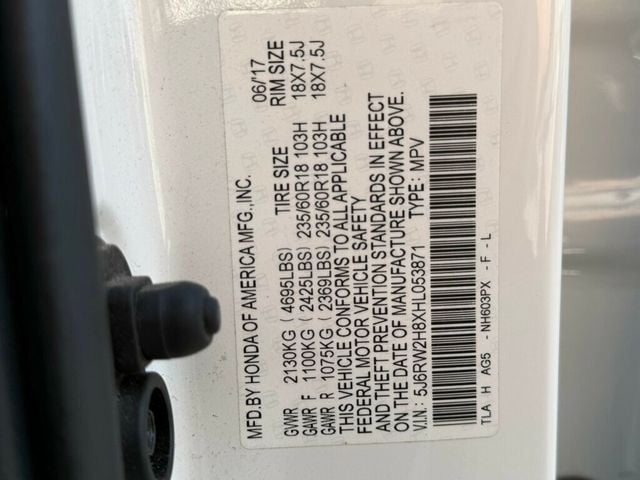 MFD.BY HONDA OF AMERICA MFG.,INC. 06/'17
GVWR 2130KG ( 4695LBS) TIRE SIZE RIM SIZE
GAWR F 1100KG ( 2425LBS) 235/60R18 103H 18X7.5J
GAWR R 1075KG ( 2369LBS) 235/60R18 103H 18X7.5J
THIS VEHICLE CONFORMS TO ALL APPLICABLE
FEDERAL MOTOR VEHICLE SAFETY
AND THEFT PREVENTION STANDARDS IN EFFECT
ON THE DATE OF MANUFACTURE SHOWN ABOVE.
V.I.N.: 5J6RW2H8XHL053871 TYPE: MPV
TLA H AG5 - NH603PX - F - L